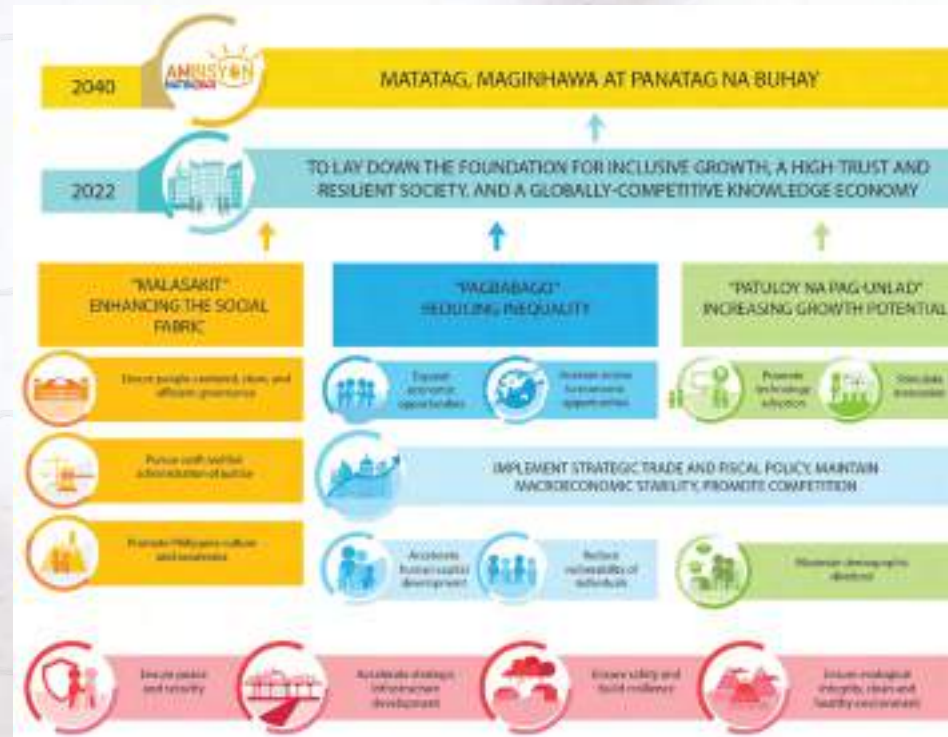 2040
AMBISYON
MATATAG, MAGINHAWA AT PANATAG NA BUHAY
2022
TO LAY DOWN THE FOUNDATION FOR INCLUSIVE GROWTH, A HIGH-TRUST AND
RESILIENT SOCIETY, AND A GLOBALLY-COMPETITIVE KNOWLEDGE ECONOMY
"MALASAKIT"
ENHANCING THE SOCIAL
FABRIC
"PAGBABAGO"
REDUCING INEQUALITY
"PATULOY NA PAG-UNLAD"
INCREASING GROWTH POTENTIAL
Ensure people-centered, clean, and
efficient governance
Expand
economic
opportunities
Increase access
to economic
opportunities
Promote
technology
adoption
Stimulate
innovation
Pursue swift and fair
administration of justice
IMPLEMENT STRATEGIC TRADE AND FISCAL POLICY, MAINTAIN
MACROECONOMIC STABILITY, PROMOTE COMPETITION
Promote Philippine culture
and awareness
Accelerate
human capital
development
Reduce
vulnerability of
individuals
Maximize demographic
dividend
Ensure peace
and security
Accelerate strategic
infrastructure
development
Ensure safety and
build resilience
Ensure ecological
integrity, clean and
healthy environment